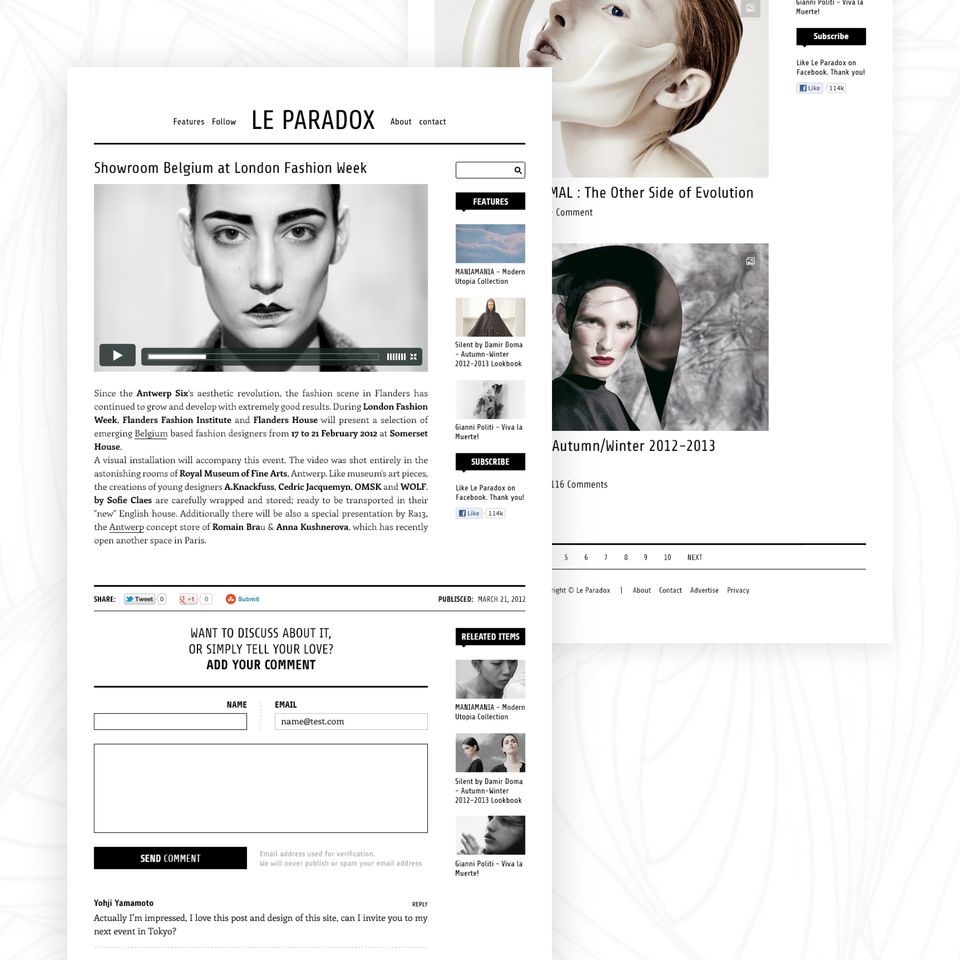 Features Follow LE PARADOX About contact
Showroom Belgium at London Fashion Week
FEATURES
MANIAMANIA - Modern
Utopia Collection
Silent by Damir Doma
- Autumn-Winter
2012-2013 Lookbook
Gianni Politi - Viva la
Muerte!
SUBSCRIBE
Like Le Paradox on
Facebook. Thank you!
Like 114k
Since the Antwerp Six's aesthetic revolution, the fashion scene in Flanders has
continued to grow and develop with extremely good results. During London Fashion
Week, Flanders Fashion Institute and Flanders House will present a selection of
emerging Belgium based fashion designers from 17 to 21 February 2012 at Somerset
House.
A visual installation will accompany this event. The video was shot entirely in the
astonishing rooms of Royal Museum of Fine Arts, Antwerp. Like museum's art pieces,
the creations of young designers A.Knackfuss, Cedric Jacquemyn, OMSK and WOLF.
by Sofie Claes are carefully wrapped and stored; ready to be transported in their
"new" English house. Additionally there will be also a special presentation by Ra13,
the Antwerp concept store of Romain Brau & Anna Kushnerova, which has recently
open another space in Paris.
SHARE: Tweet 0 +1 0 Submit PUBLISCED: MARCH 21, 2012
WANT TO DISCUSS ABOUT IT,
OR SIMPLY TELL YOUR LOVE?
ADD YOUR COMMENT
NAME EMAIL
name@test.com
SEND COMMENT
Email address used for verification.
We will never publish or spam your email address
Yohji Yamamoto REPLY
Actually I'm impressed, I love this post and design of this site, can I invite you to my
next event in Tokyo?
RELEATED ITEMS
MANIAMANIA - Modern
Utopia Collection
Silent by Damir Doma
- Autumn-Winter
2012-2013 Lookbook
Gianni Politi - Viva la
Muerte!
Gianni Politi - Viva la
Muerte!
Subscribe
Like Le Paradox on
Facebook. Thank you!
Like 114k
MAL : The Other Side of Evolution
Comment
Autumn/Winter 2012-2013
116 Comments
5 6 7 8 9 10 NEXT
right © Le Paradox | About Contact Advertise Privacy